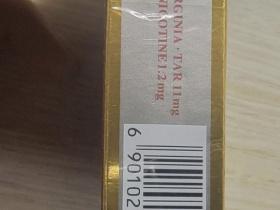 RGINIA · TAR 11mg
NICOTINE 1.2mg
6 90102